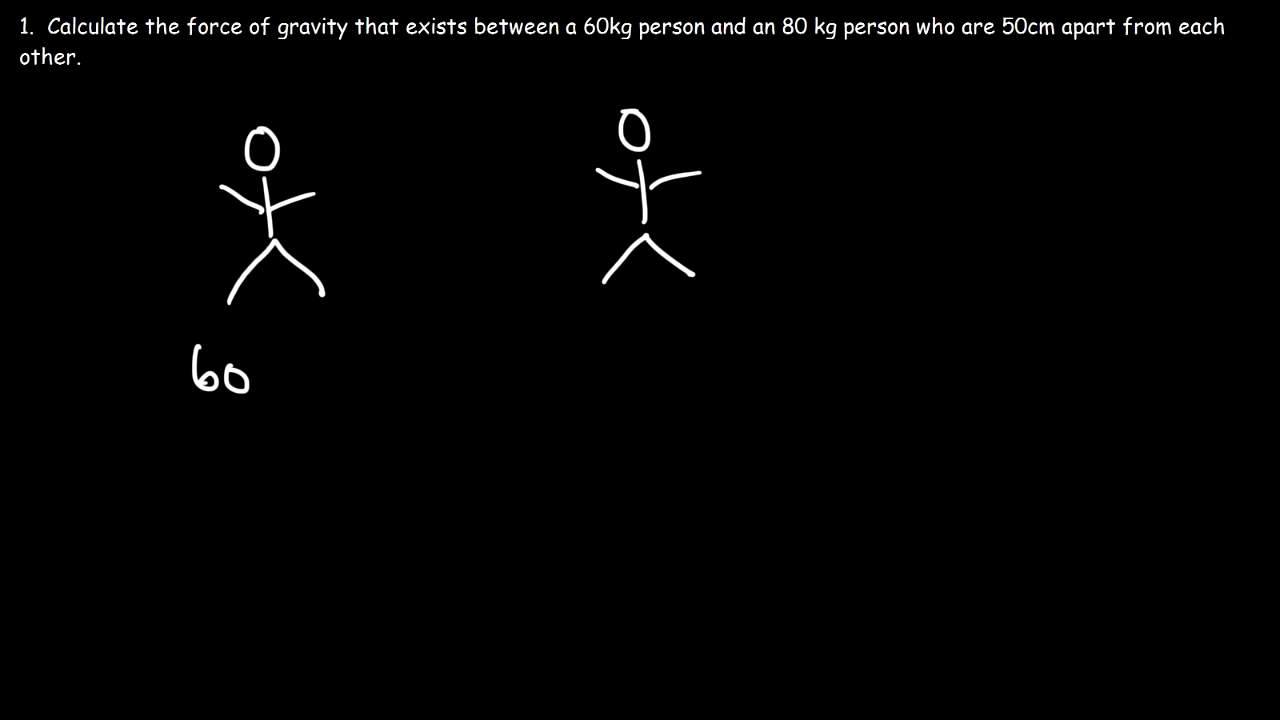 1. Calculate the force of gravity that exists between a 60kg person and an 80 kg person who are 50cm apart from each
other.
60